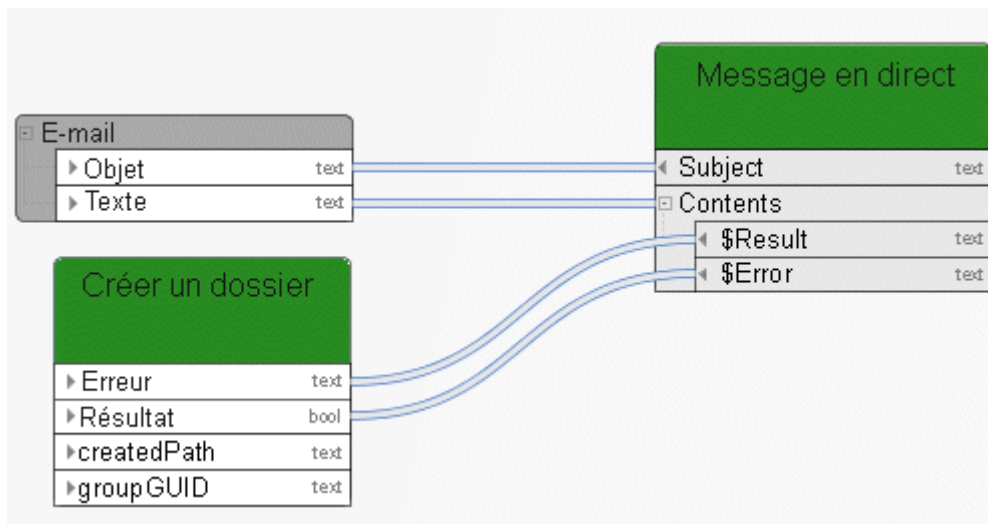 E-mail
Objet text
Texte text
Créer un dossier
Erreur text
Résultat bool
createdPath text
groupGUID text
Message en direct
Subject text
Contents
$Result text
$Error text